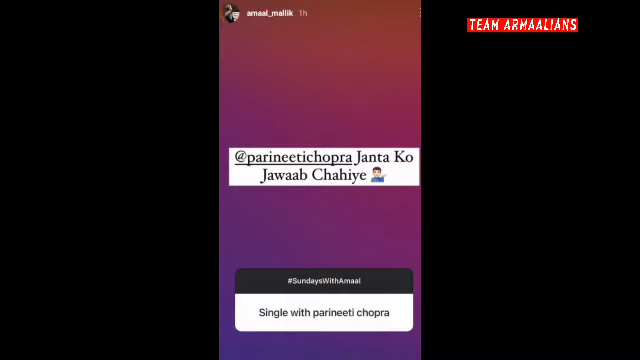 amaal_mallik 1h
TEAM ARMAALIANS
@parineetichopra Janta Ko
Jawaab Chahiye 💁🏻‍♂️
#SundaysWithAmaal
Single with parineeti chopra